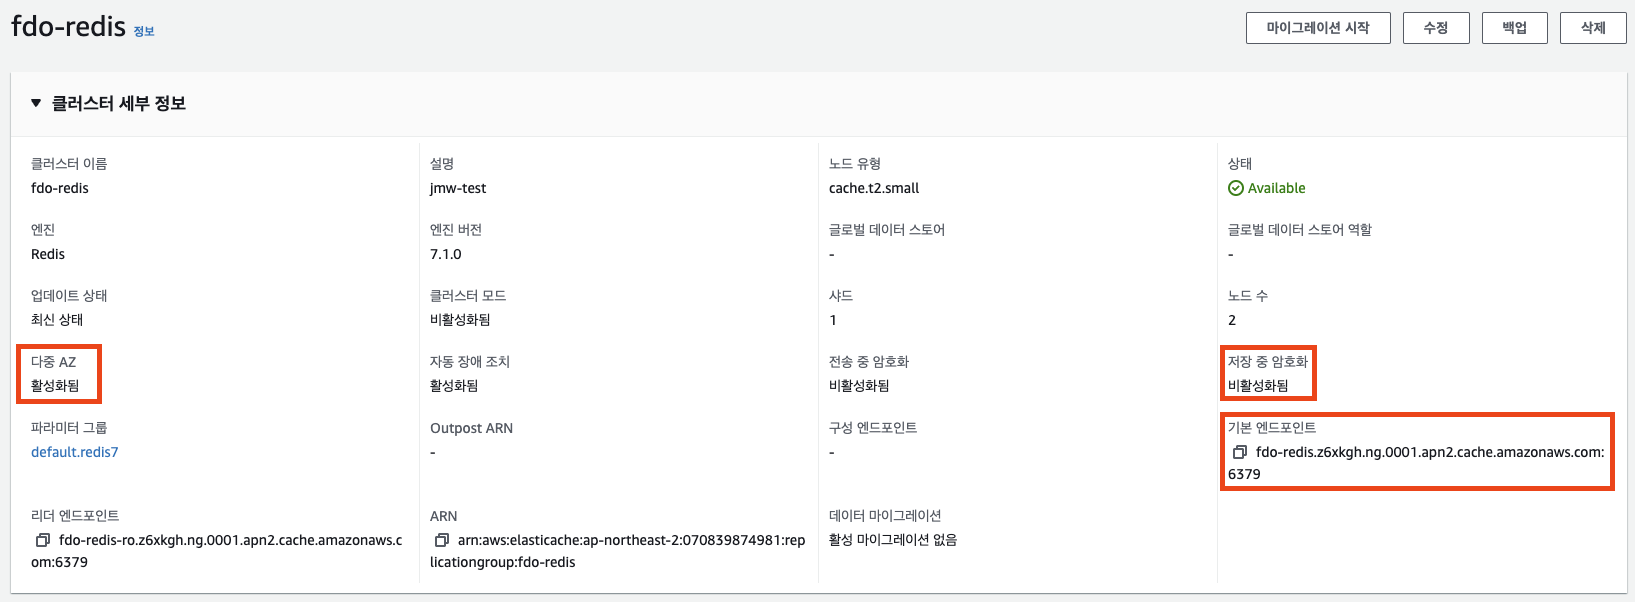 fdo-redis 정보
마이그레이션 시작
수정
백업
삭제
▼ 클러스터 세부 정보
클러스터 이름
fdo-redis
설명
jmw-test
노드 유형
cache.t2.small
상태
Available
엔진
Redis
엔진 버전
7.1.0
글로벌 데이터 스토어
-
글로벌 데이터 스토어 역할
-
업데이트 상태
최신 상태
클러스터 모드
비활성화됨
샤드
1
노드 수
2
다중 AZ
활성화됨
자동 장애 조치
활성화됨
전송 중 암호화
비활성화됨
저장 중 암호화
비활성화됨
파라미터 그룹
default.redis7
Outpost ARN
-
구성 엔드포인트
-
기본 엔드포인트
fdo-redis.z6xkgh.ng.0001.apn2.cache.amazonaws.com:
6379
리더 엔드포인트
fdo-redis-ro.z6xkgh.ng.0001.apn2.cache.amazonaws.c
om:6379
ARN
arn:aws:elasticache:ap-northeast-2:070839874981:rep
licationgroup:fdo-redis
데이터 마이그레이션
활성 마이그레이션 없음